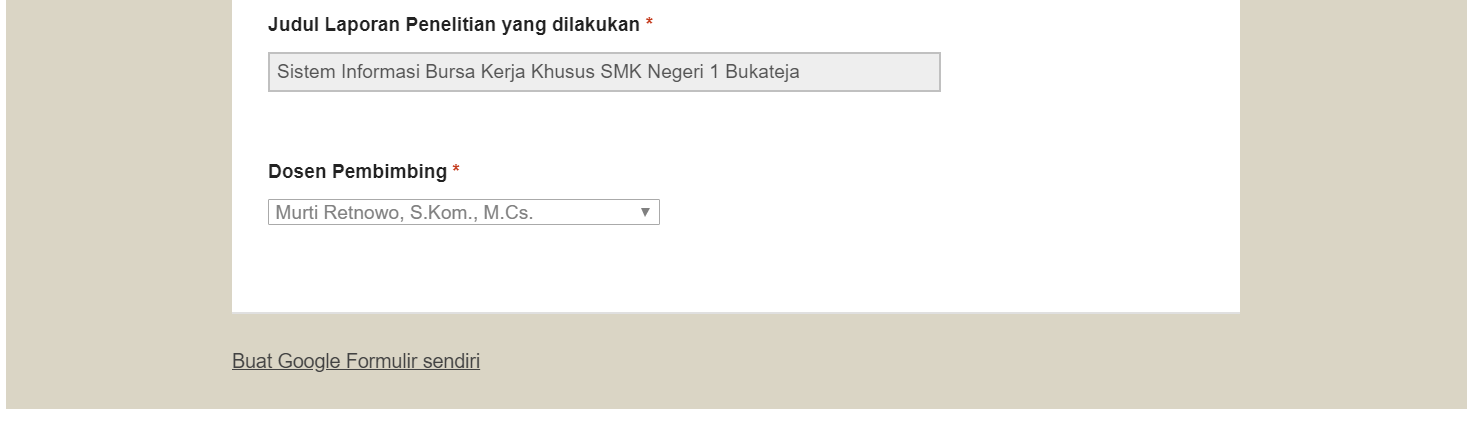 Judul Laporan Penelitian yang dilakukan *
Sistem Informasi Bursa Kerja Khusus SMK Negeri 1 Bukateja
Dosen Pembimbing *
Murti Retnowo, S.Kom., M.Cs.
Buat Google Formulir sendiri